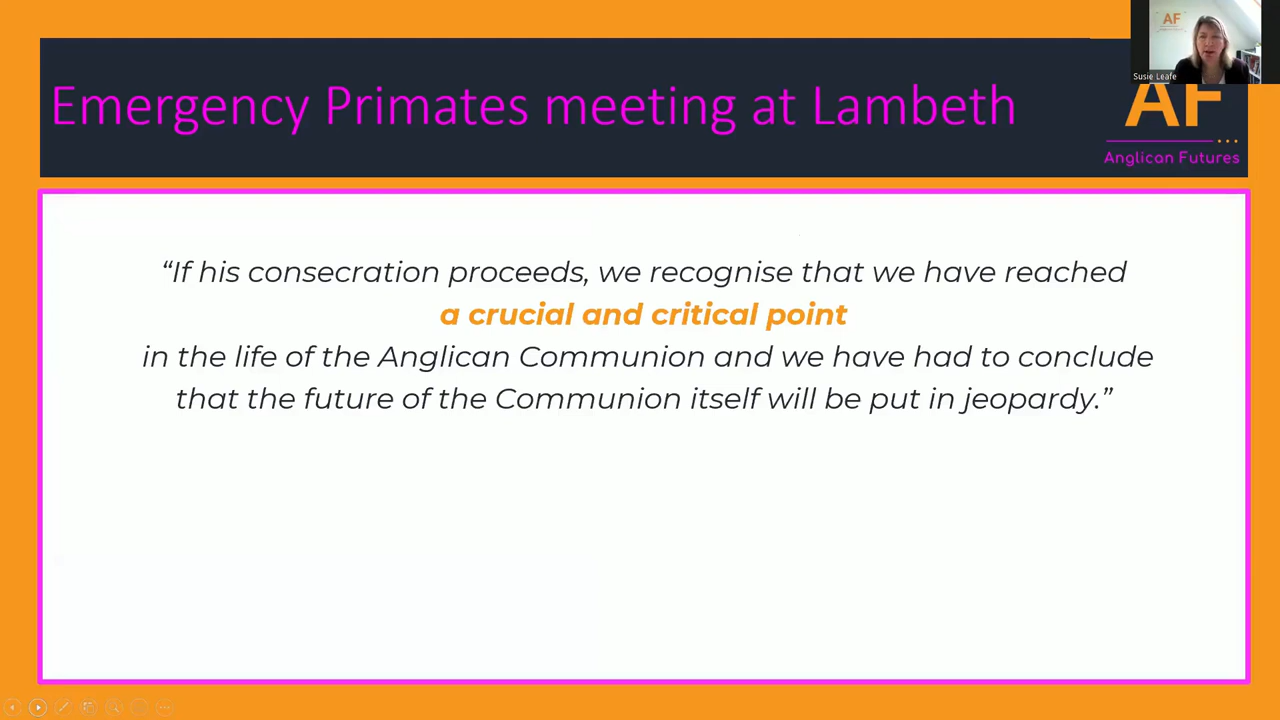 Emergency Primates meeting at Lambeth
AF
Susie Leafe
AF
Anglican Futures
“If his consecration proceeds, we recognise that we have reached
a crucial and critical point
in the life of the Anglican Communion and we have had to conclude
that the future of the Communion itself will be put in jeopardy.”